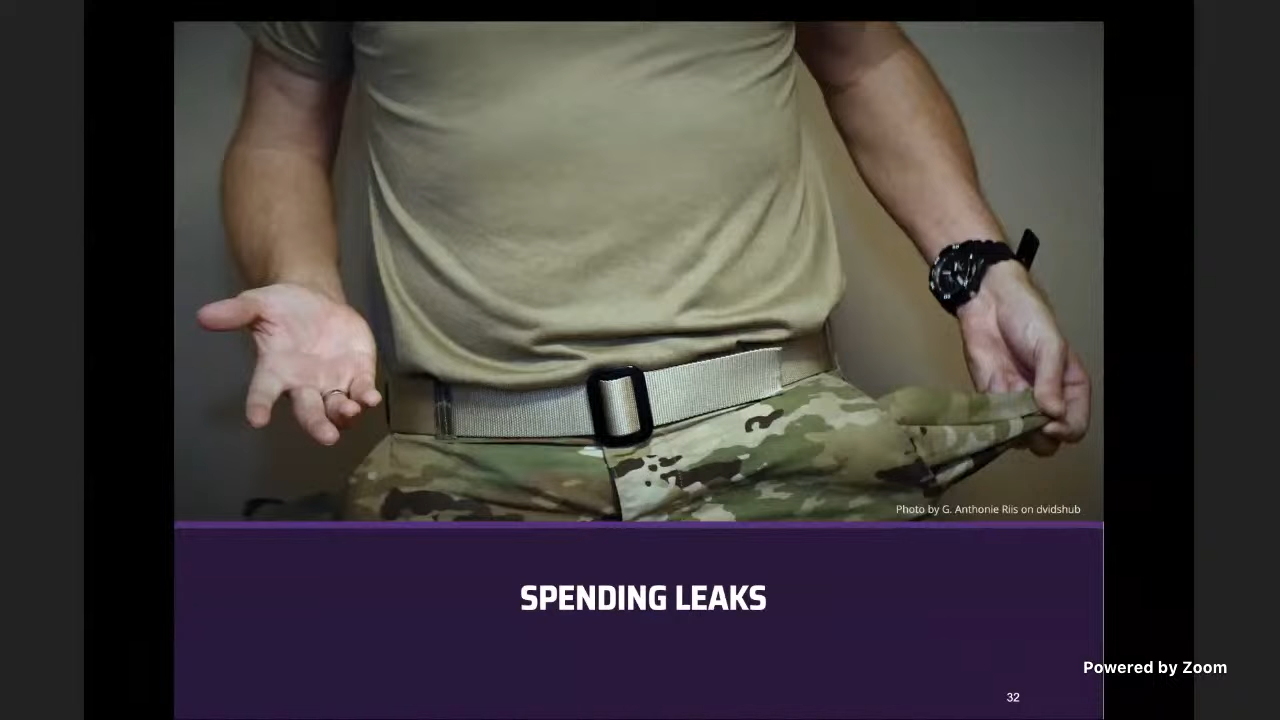 Photo by G. Anthonie Riis on dvidshub
SPENDING LEAKS
Powered by Zoom
32